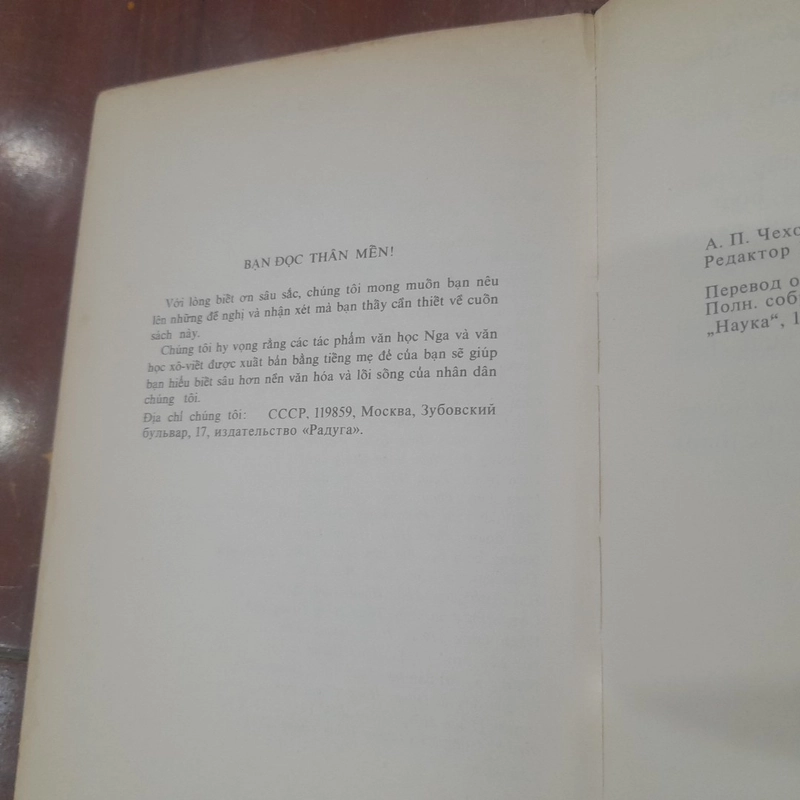 BẠN ĐỌC THÂN MẾN!
Với lòng biết ơn sâu sắc, chúng tôi mong muốn bạn nêu
lên những đề nghị và nhận xét mà bạn thấy cần thiết về cuốn
sách này.
Chúng tôi hy vọng rằng các tác phẩm văn học Nga và văn
học xô-viết được xuất bản bằng tiếng mẹ đẻ của bạn sẽ giúp
bạn hiểu biết sâu hơn nền văn hóa và lối sống của nhân dân
chúng tôi.
Địa chỉ chúng tôi: СССР, 119859, Москва, Зубовский
бульвар, 17, издательство «Радуга».
А. П. Чехо
Редактор
Перевод о
Полн. соб
„Наука“, 1